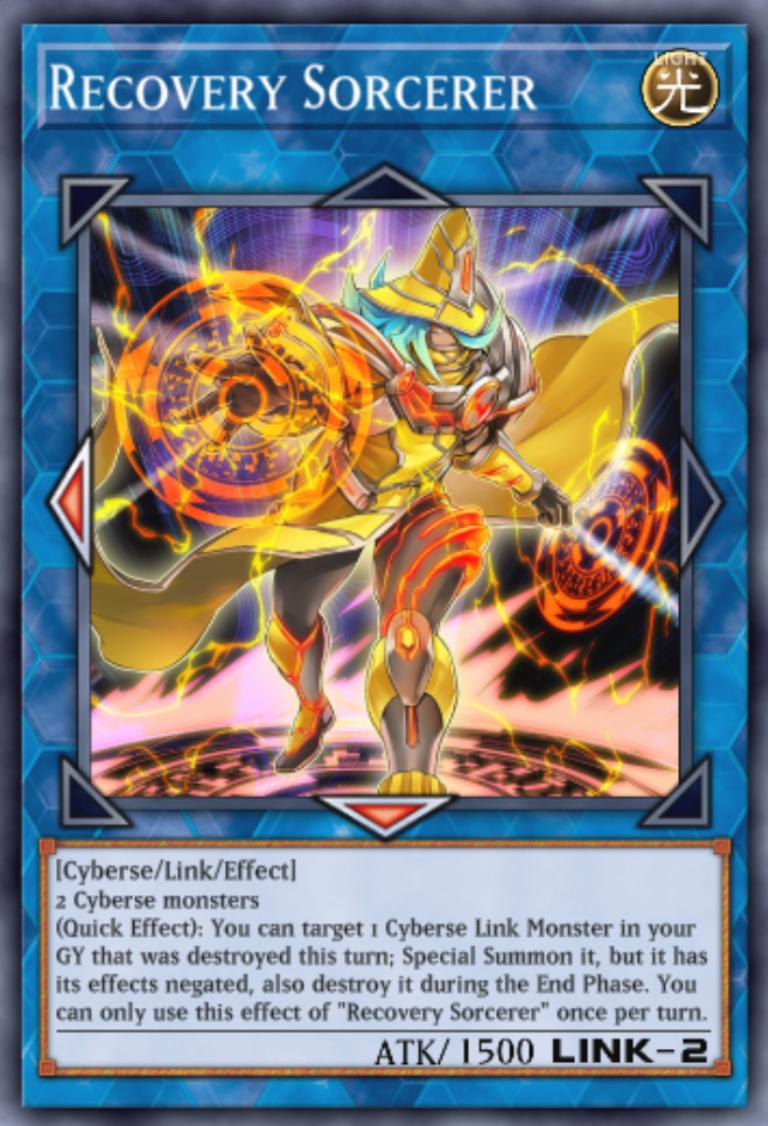 Recovery Sorcerer
LIGHT
光
[Cyberse/Link/Effect]
2 Cyberse monsters
(Quick Effect): You can target 1 Cyberse Link Monster in your
GY that was destroyed this turn; Special Summon it, but it has
its effects negated, also destroy it during the End Phase. You
can only use this effect of "Recovery Sorcerer" once per turn.
ATK/ 1500 LINK-2